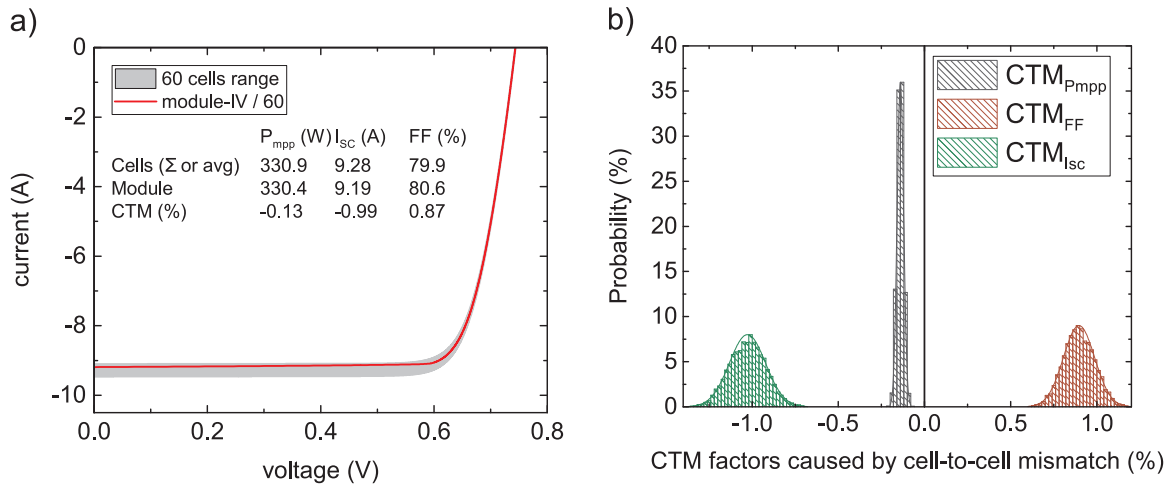 a)
0
-2
-4
-6
-8
-10
current (A)
0.0 0.2 0.4 0.6 0.8
voltage (V)
60 cells range
module-IV / 60
Pmpp (W) ISC (A) FF (%)
Cells (Σ or avg) 330.9 9.28 79.9
Module 330.4 9.19 80.6
CTM (%) -0.13 -0.99 0.87
b)
40
35
30
25
20
15
10
5
0
Probability (%)
-1.0 -0.5 0.0 0.5 1.0
CTM factors caused by cell-to-cell mismatch (%)
CTMPmpp
CTMFF
CTMIsc